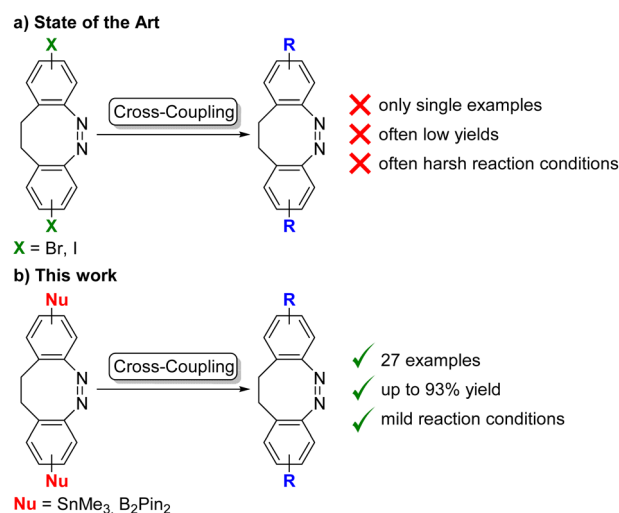 a) State of the Art
X
R
Cross-Coupling
N
N
N
N
only single examples
often low yields
often harsh reaction conditions
X
R
X = Br, I
b) This work
Nu
R
Cross-Coupling
N
N
N
N
27 examples
up to 93% yield
mild reaction conditions
Nu
R
Nu = SnMe₃, B₂Pin₂